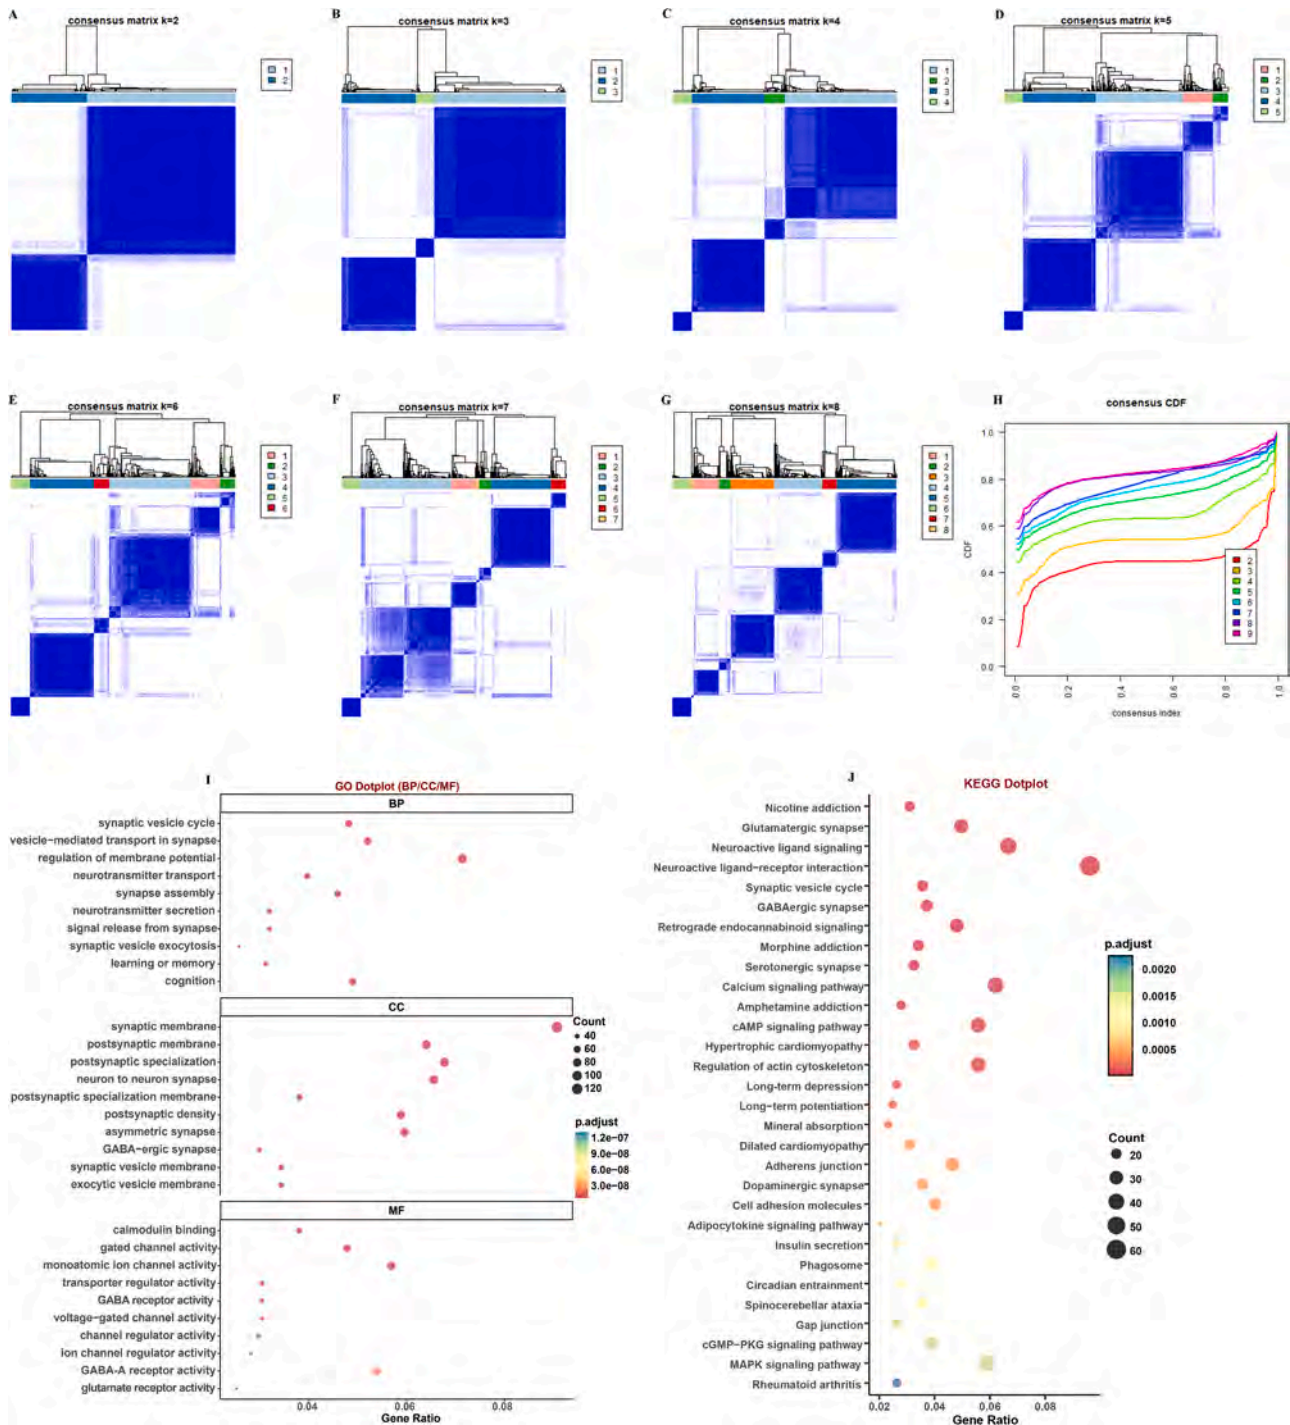 A
consensus matrix k=2
1
2
B
consensus matrix k=3
1
2
3
C
consensus matrix k=4
1
2
3
4
D
consensus matrix k=5
1
2
3
4
5
E
consensus matrix k=6
1
2
3
4
5
6
F
consensus matrix k=7
1
2
3
4
5
6
7
G
consensus matrix k=8
1
2
3
4
5
6
7
8
H
consensus CDF
CDF
1.0
0.8
0.6
0.4
0.2
0.0
2
3
4
5
6
7
8
9
0.0 0.2 0.4 0.6 0.8 1.0
consensus index
I
GO Dotplot (BP/CC/MF)
BP
synaptic vesicle cycle
vesicle-mediated transport in synapse
regulation of membrane potential
neurotransmitter transport
synapse assembly
neurotransmitter secretion
signal release from synapse
synaptic vesicle exocytosis
learning or memory
cognition
CC
synaptic membrane
postsynaptic membrane
postsynaptic specialization
neuron to neuron synapse
postsynaptic specialization membrane
postsynaptic density
asymmetric synapse
GABA-ergic synapse
synaptic vesicle membrane
exocytic vesicle membrane
MF
calmodulin binding
gated channel activity
monoatomic ion channel activity
transporter regulator activity
GABA receptor activity
voltage-gated channel activity
channel regulator activity
ion channel regulator activity
GABA-A receptor activity
glutamate receptor activity
0.04 0.06 0.08
Gene Ratio
Count
40
60
80
100
120
p.adjust
1.2e-07
9.0e-08
6.0e-08
3.0e-08
J
KEGG Dotplot
Nicotine addiction
Glutamatergic synapse
Neuroactive ligand signaling
Neuroactive ligand-receptor interaction
Synaptic vesicle cycle
GABAergic synapse
Retrograde endocannabinoid signaling
Morphine addiction
Serotonergic synapse
Calcium signaling pathway
Amphetamine addiction
cAMP signaling pathway
Hypertrophic cardiomyopathy
Regulation of actin cytoskeleton
Long-term depression
Long-term potentiation
Mineral absorption
Dilated cardiomyopathy
Adherens junction
Dopaminergic synapse
Cell adhesion molecules
Adipocytokine signaling pathway
Insulin secretion
Phagosome
Circadian entrainment
Spinocerebellar ataxia
Gap junction
cGMP-PKG signaling pathway
MAPK signaling pathway
Rheumatoid arthritis
0.02 0.04 0.06 0.08
Gene Ratio
p.adjust
0.0020
0.0015
0.0010
0.0005
Count
20
30
40
50
60